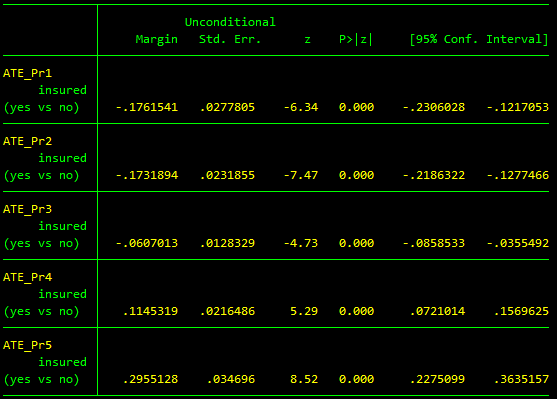 Unconditional
Margin Std. Err. z P>|z| [95% Conf. Interval]
ATE_Pr1
insured
(yes vs no) -.1761541 .0277805 -6.34 0.000 -.2306028 -.1217053
ATE_Pr2
insured
(yes vs no) -.1731894 .0231855 -7.47 0.000 -.2186322 -.1277466
ATE_Pr3
insured
(yes vs no) -.0607013 .0128329 -4.73 0.000 -.0858533 -.0355492
ATE_Pr4
insured
(yes vs no) .1145319 .0216486 5.29 0.000 .0721014 .1569625
ATE_Pr5
insured
(yes vs no) .2955128 .034696 8.52 0.000 .2275099 .3635157